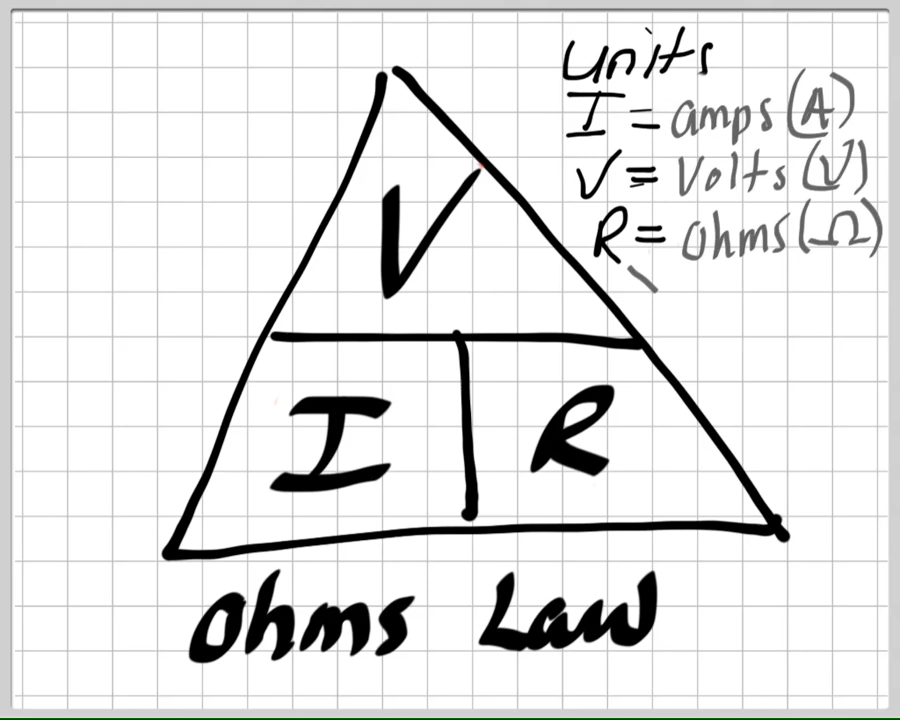 units
I = amps (A)
V = Volts (V)
R = ohms (Ω)
V
I R
Ohms Law